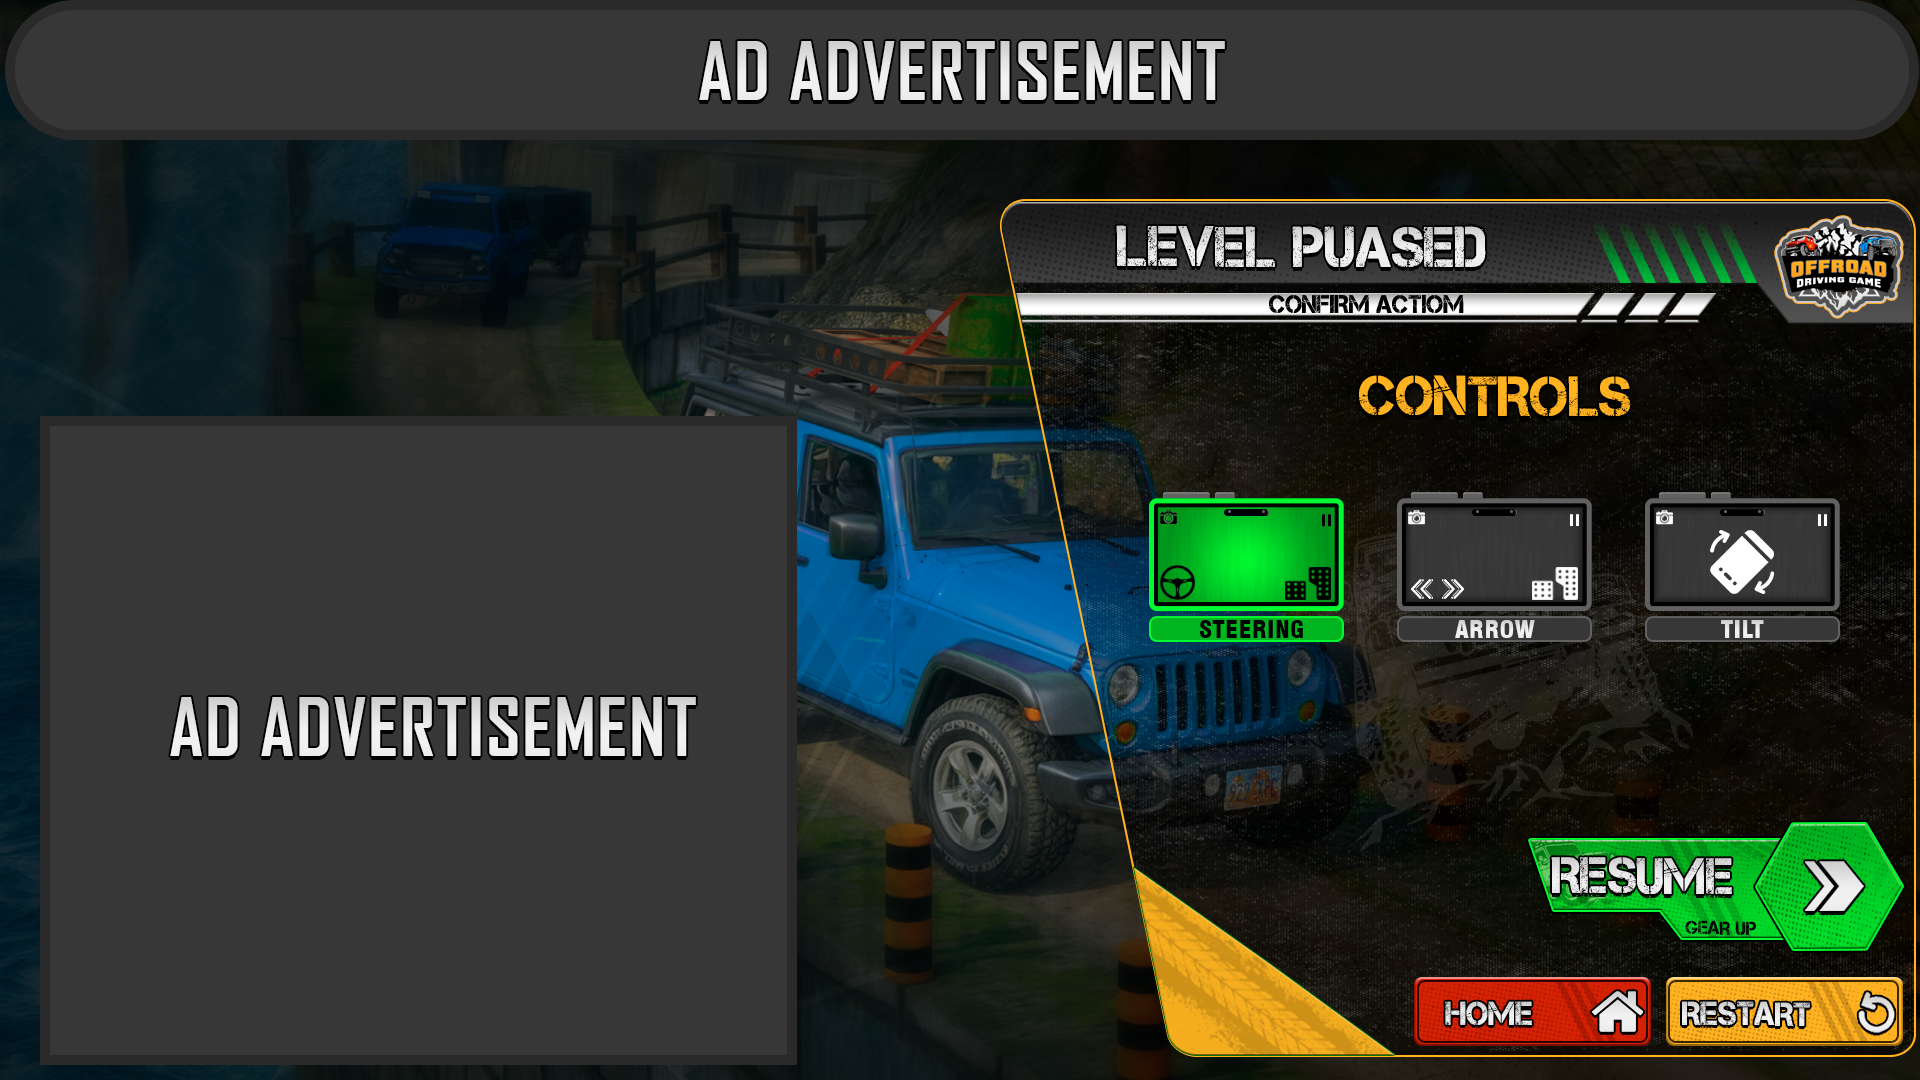 AD ADVERTISEMENT
LEVEL PUASED
OFFROAD
DRIVING GAME
CONFIRM ACTIOM
CONTROLS
STEERING
ARROW
TILT
AD ADVERTISEMENT
RESUME
GEAR UP
HOME
RESTART